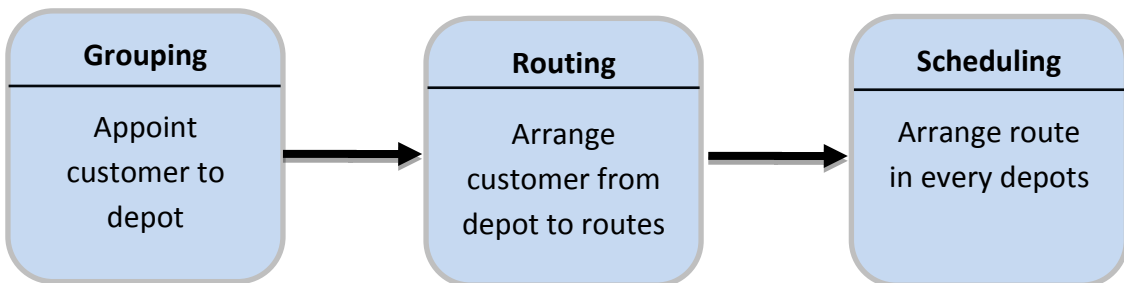 Grouping
Appoint
customer to
depot
Routing
Arrange
customer from
depot to routes
Scheduling
Arrange route
in every depots